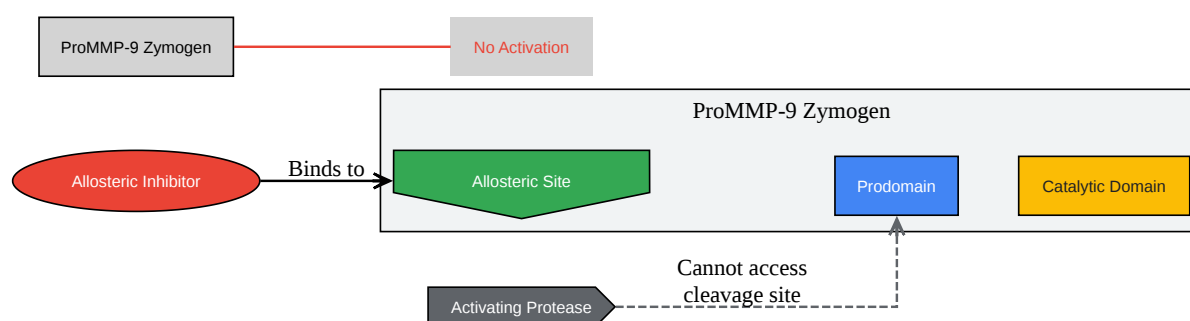 ProMMP-9 Zymogen
No Activation
ProMMP-9 Zymogen
Allosteric Inhibitor
Binds to
Allosteric Site
Prodomain
Catalytic Domain
Cannot access
cleavage site
Activating Protease